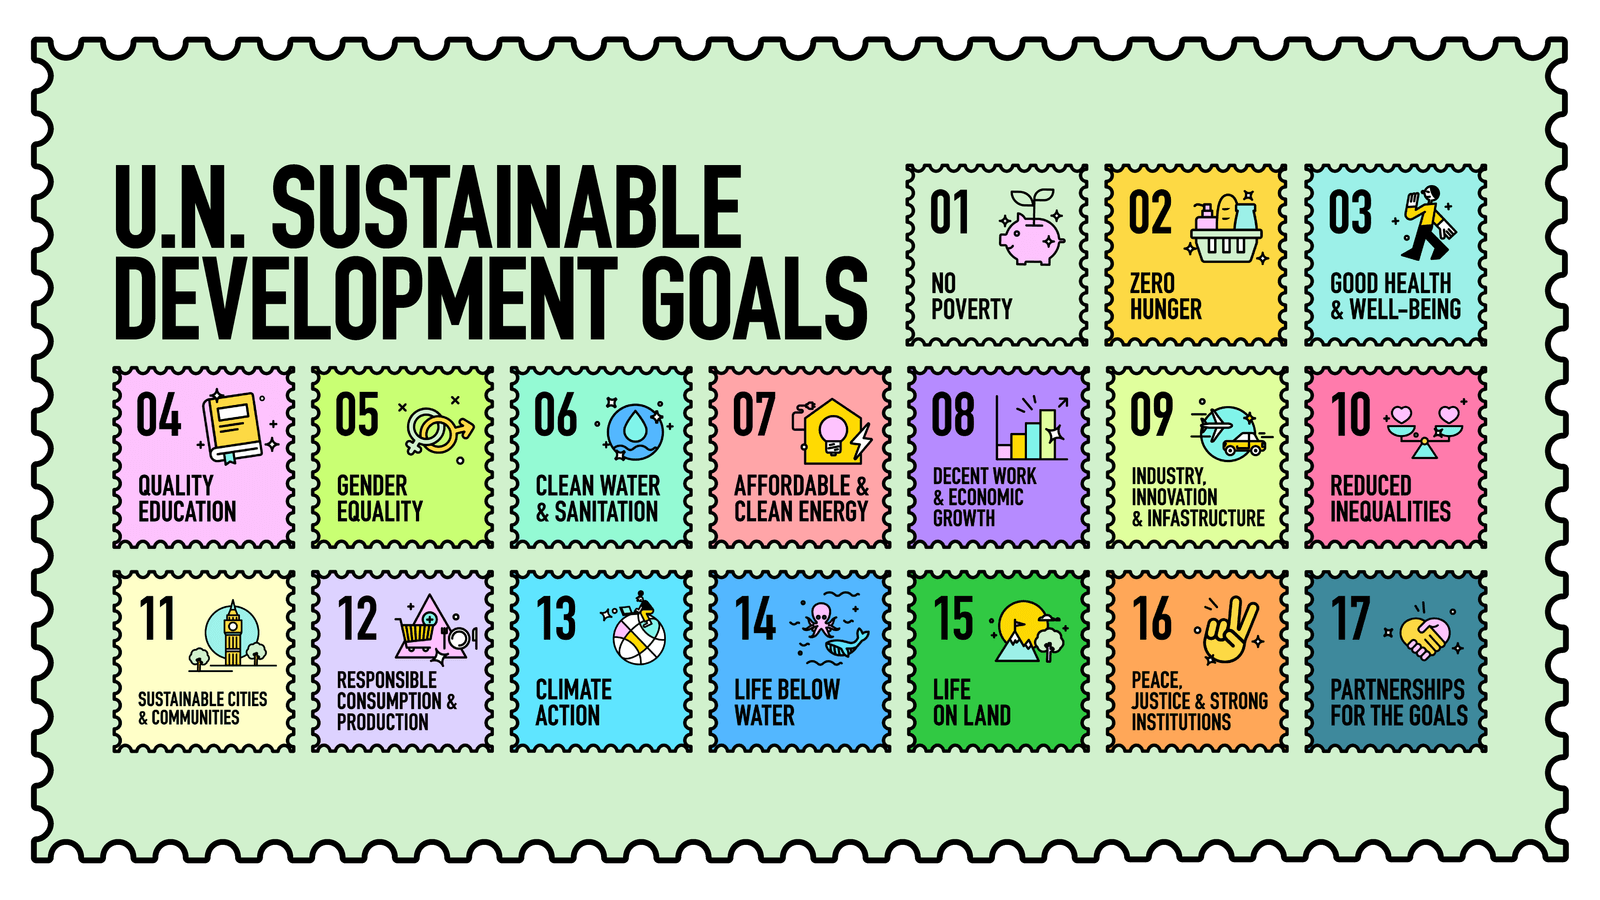 U.N. SUSTAINABLE
DEVELOPMENT GOALS
01
NO
POVERTY
02
ZERO
HUNGER
03
GOOD HEALTH
& WELL-BEING
04
QUALITY
EDUCATION
05
GENDER
EQUALITY
06
CLEAN WATER
& SANITATION
07
AFFORDABLE &
CLEAN ENERGY
08
DECENT WORK
& ECONOMIC
GROWTH
09
INDUSTRY,
INNOVATION
& INFASTRUCTURE
10
REDUCED
INEQUALITIES
11
SUSTAINABLE CITIES
& COMMUNITIES
12
RESPONSIBLE
CONSUMPTION &
PRODUCTION
13
CLIMATE
ACTION
14
LIFE BELOW
WATER
15
LIFE
ON LAND
16
PEACE,
JUSTICE & STRONG
INSTITUTIONS
17
PARTNERSHIPS
FOR THE GOALS